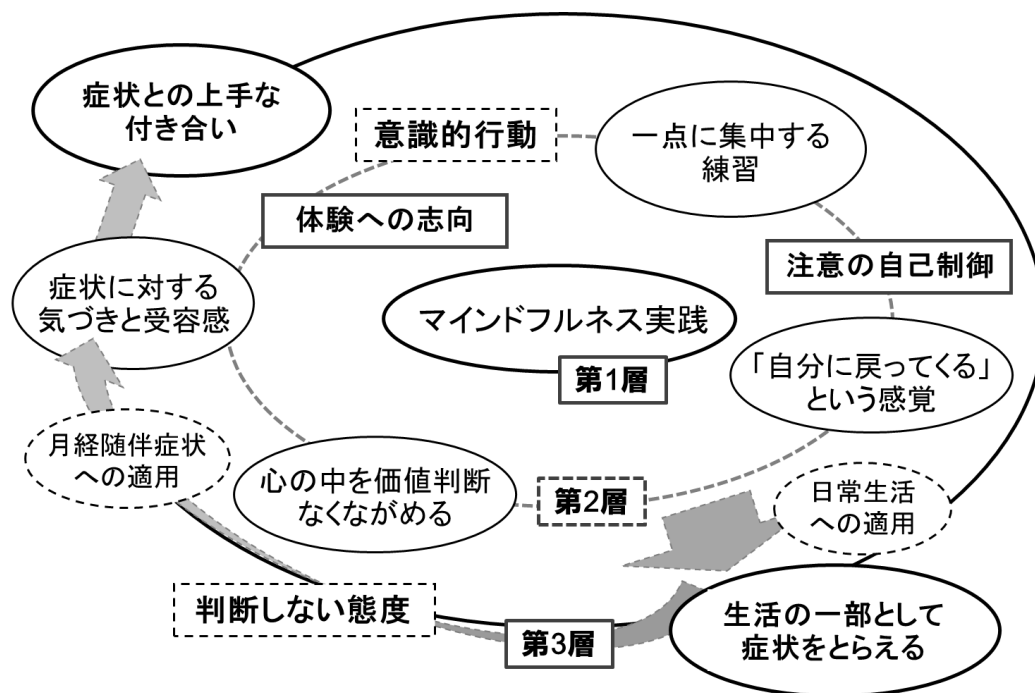 症状との上手な
付き合い
意識的行動
一点に集中する
練習
体験への志向
注意の自己制御
症状に対する
気づきと受容感
マインドフルネス実践
第1層
「自分に戻ってくる」
という感覚
月経随伴症状
への適用
心の中を価値判断
なくながめる
第2層
日常生活
への適用
判断しない態度
第3層
生活の一部として
症状をとらえる